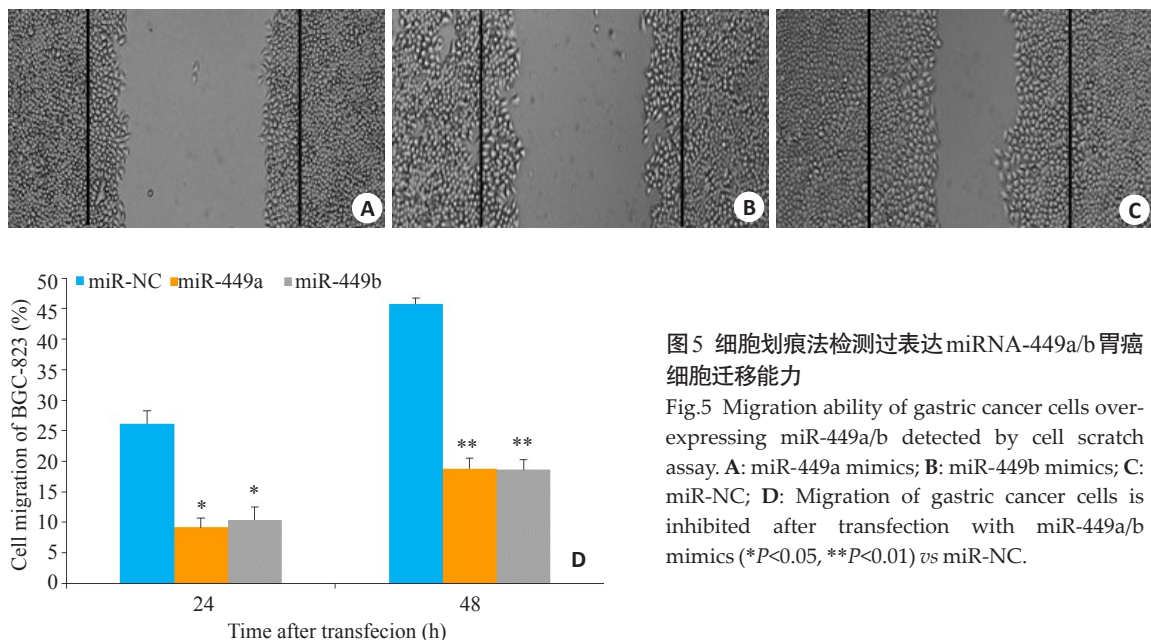 A
B
C
50
45
40
35
30
25
20
15
10
5
0
Cell migration of BGC-823 (%)
miR-NC miR-449a miR-449b
*
*
**
**
D
24
48
Time after transfecion (h)
图5 细胞划痕法检测过表达miRNA-449a/b胃癌
细胞迁移能力
Fig.5 Migration ability of gastric cancer cells over-
expressing miR-449a/b detected by cell scratch
assay. A: miR-449a mimics; B: miR-449b mimics; C:
miR-NC; D: Migration of gastric cancer cells is
inhibited after transfection with miR-449a/b
mimics (*P<0.05, **P<0.01) vs miR-NC.